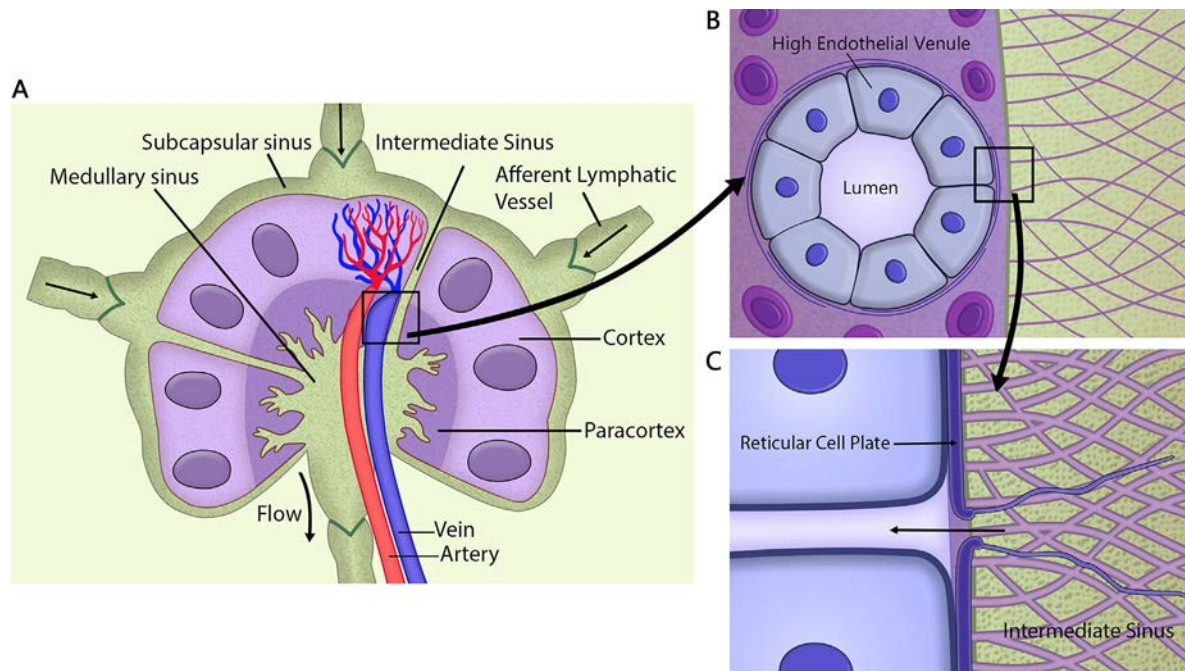 A
Subcapsular sinus
Medullary sinus
Intermediate Sinus
Afferent Lymphatic
Vessel
Cortex
Paracortex
Flow
Vein
Artery
B
High Endothelial Venule
Lumen
C
Reticular Cell Plate
Intermediate Sinus